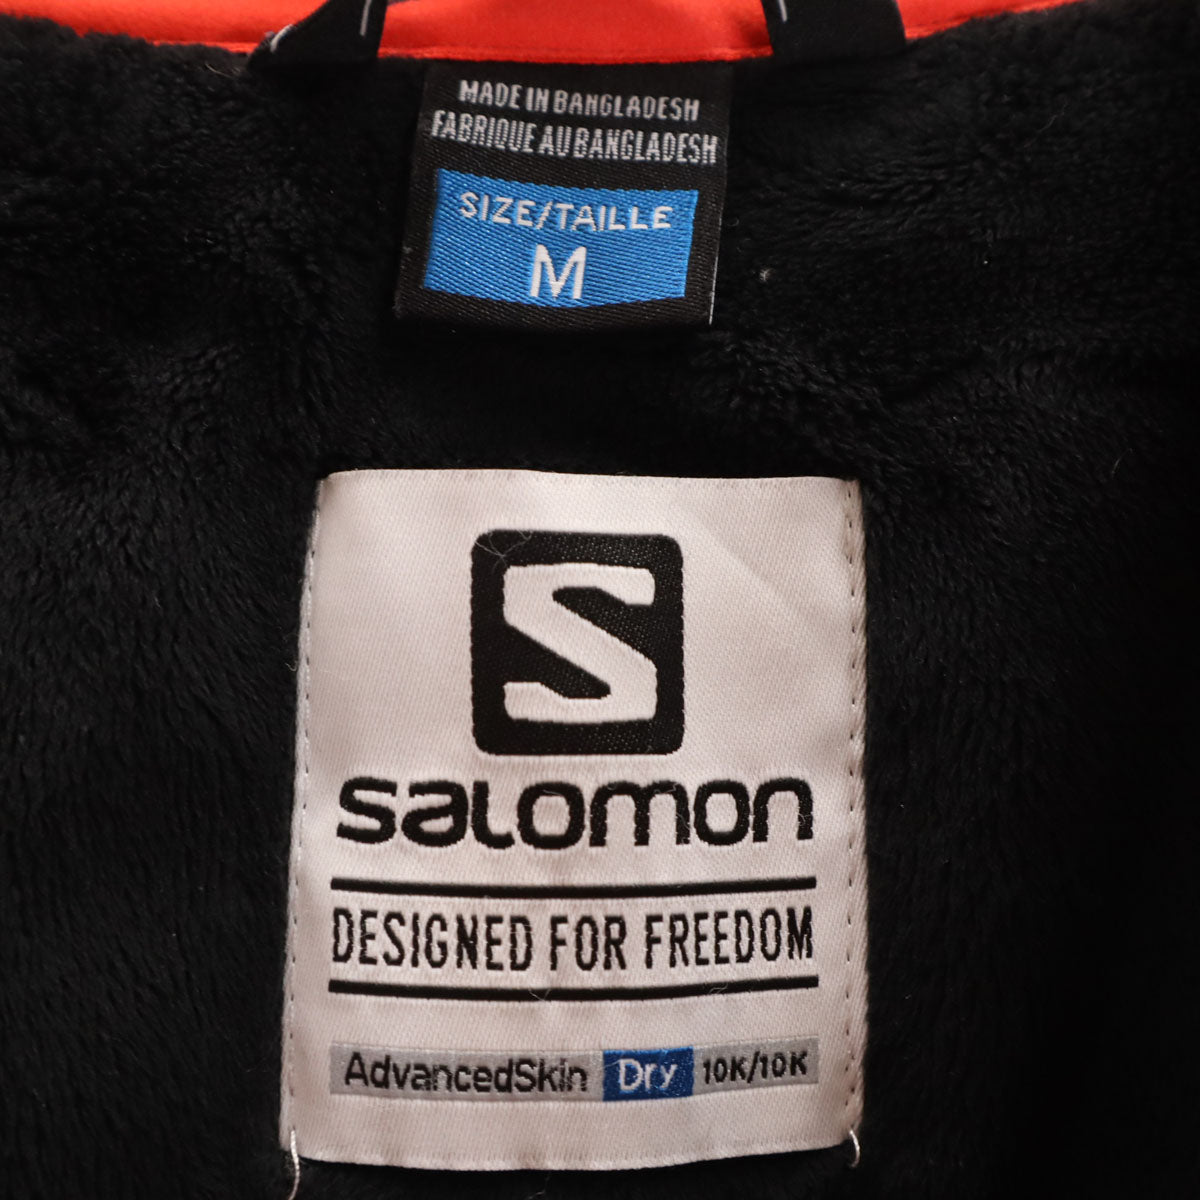 MADE IN BANGLADESH
FABRIQUE AU BANGLADESH
SIZE/TAILLE
M
S
SALOMON
DESIGNED FOR FREEDOM
AdvancedSkin Dry 10K/10K